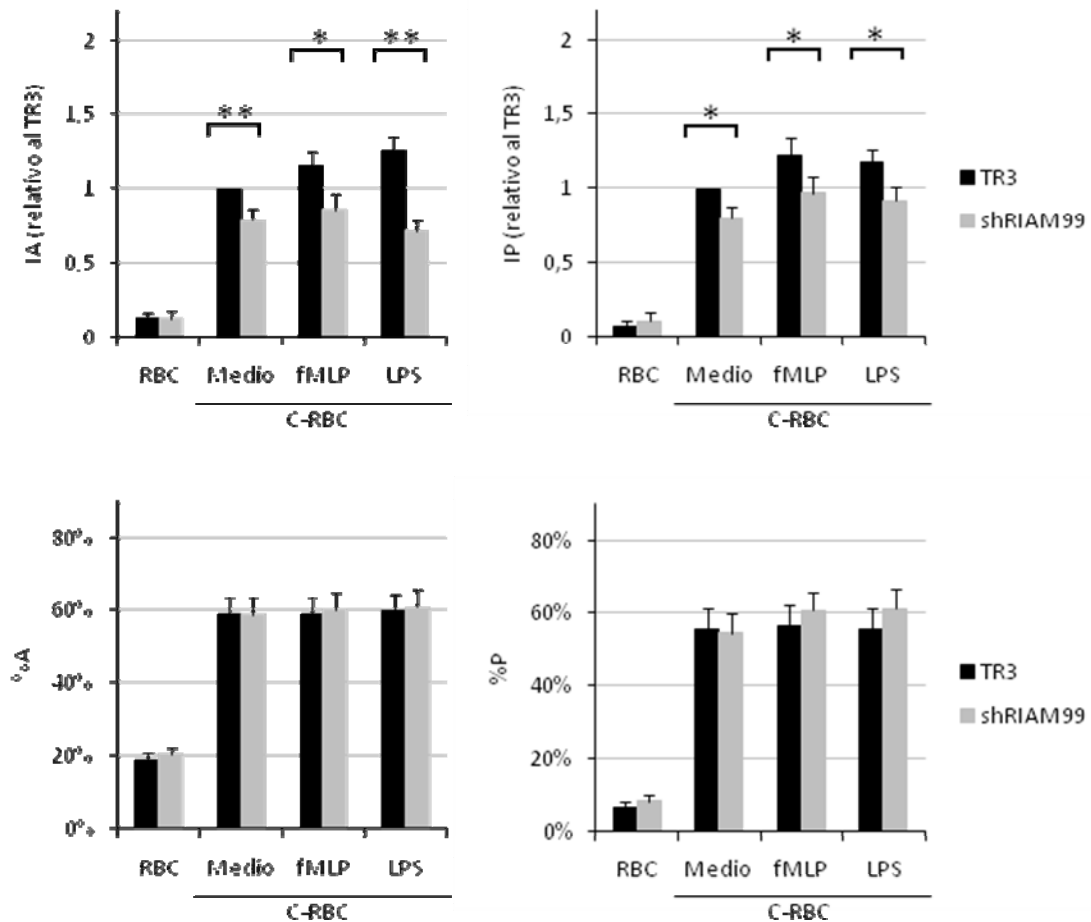 IA (relativo al TR3)
2
1,5
1
0,5
0
**
*
**
RBC Medio fMLP LPS
C-RBC
IP (relativo al TR3)
2
1,5
1
0,5
0
*
*
*
RBC Medio fMLP LPS
C-RBC
TR3
shRIAM99
%A
80%
60%
40%
20%
0%
RBC Medio fMLP LPS
C-RBC
%P
80%
60%
40%
20%
0%
RBC Medio fMLP LPS
C-RBC
TR3
shRIAM99